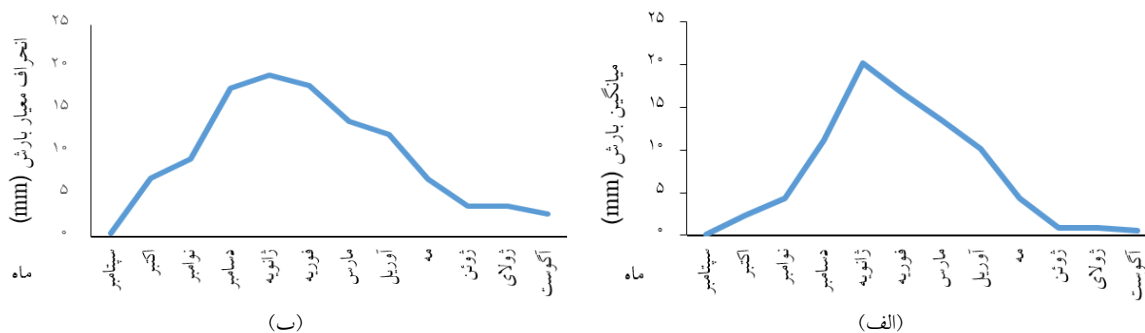 میانگین بارش (mm)
۲۵
۲۰
۱۵
۱۰
۵
۰
سپتامبر
اکتبر
نوامبر
دسامبر
ژانویه
فوریه
مارس
آوریل
مه
ژوئن
ژولای
آگوست
ماه
(الف)
انحراف معیار بارش (mm)
۲۵
۲۰
۱۵
۱۰
۵
۰
سپتامبر
اکتبر
نوامبر
دسامبر
ژانویه
فوریه
مارس
آوریل
مه
ژوئن
ژولای
آگوست
ماه
(ب)